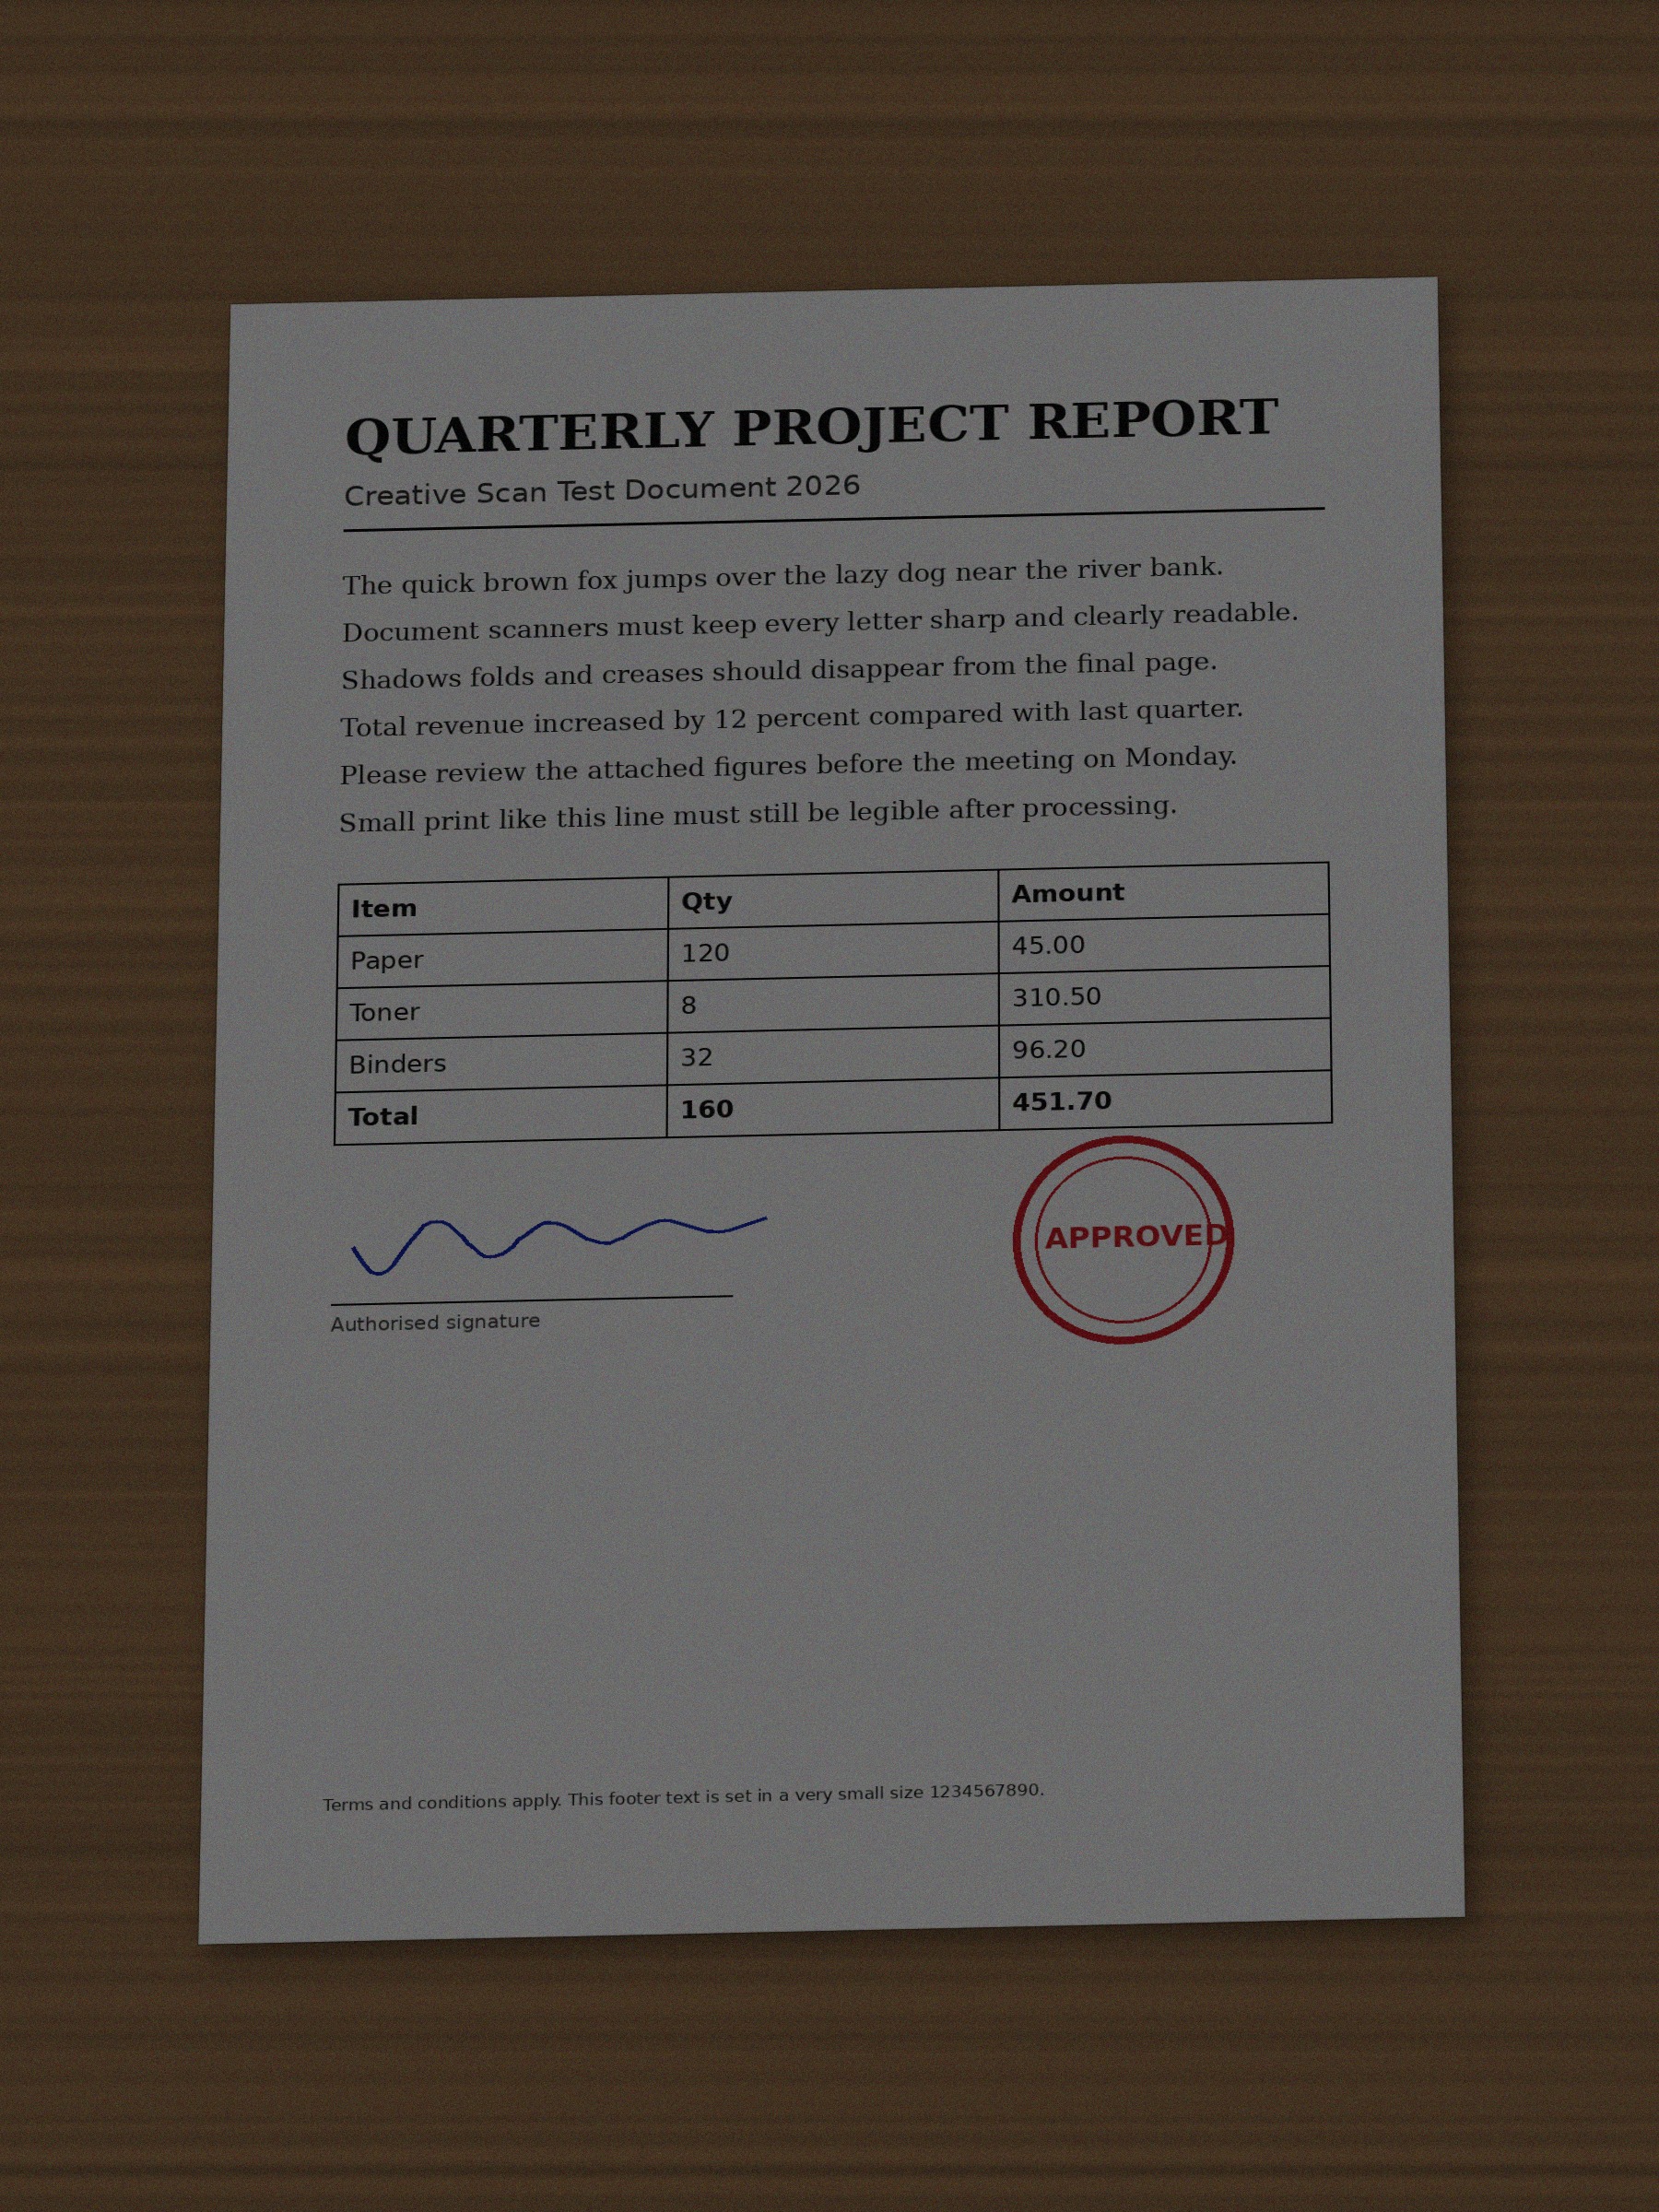 QUARTERLY PROJECT REPORT
Creative Scan Test Document 2026
The quick brown fox jumps over the lazy dog near the river bank.
Document scanners must keep every letter sharp and clearly readable.
Shadows folds and creases should disappear from the final page.
Total revenue increased by 12 percent compared with last quarter.
Please review the attached figures before the meeting on Monday.
Small print like this line must still be legible after processing.
Item Qty Amount
Paper 120 45.00
Toner 8 310.50
Binders 32 96.20
Total 160 451.70
APPROVED
Authorised signature
Terms and conditions apply. This footer text is set in a very small size 1234567890.